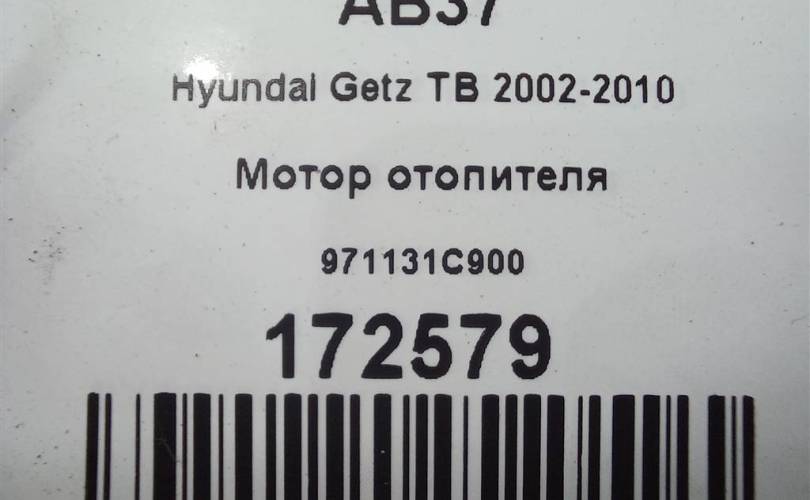 AB37
Hyundai Getz TB 2002-2010
Мотор отопителя
971131C900
172579